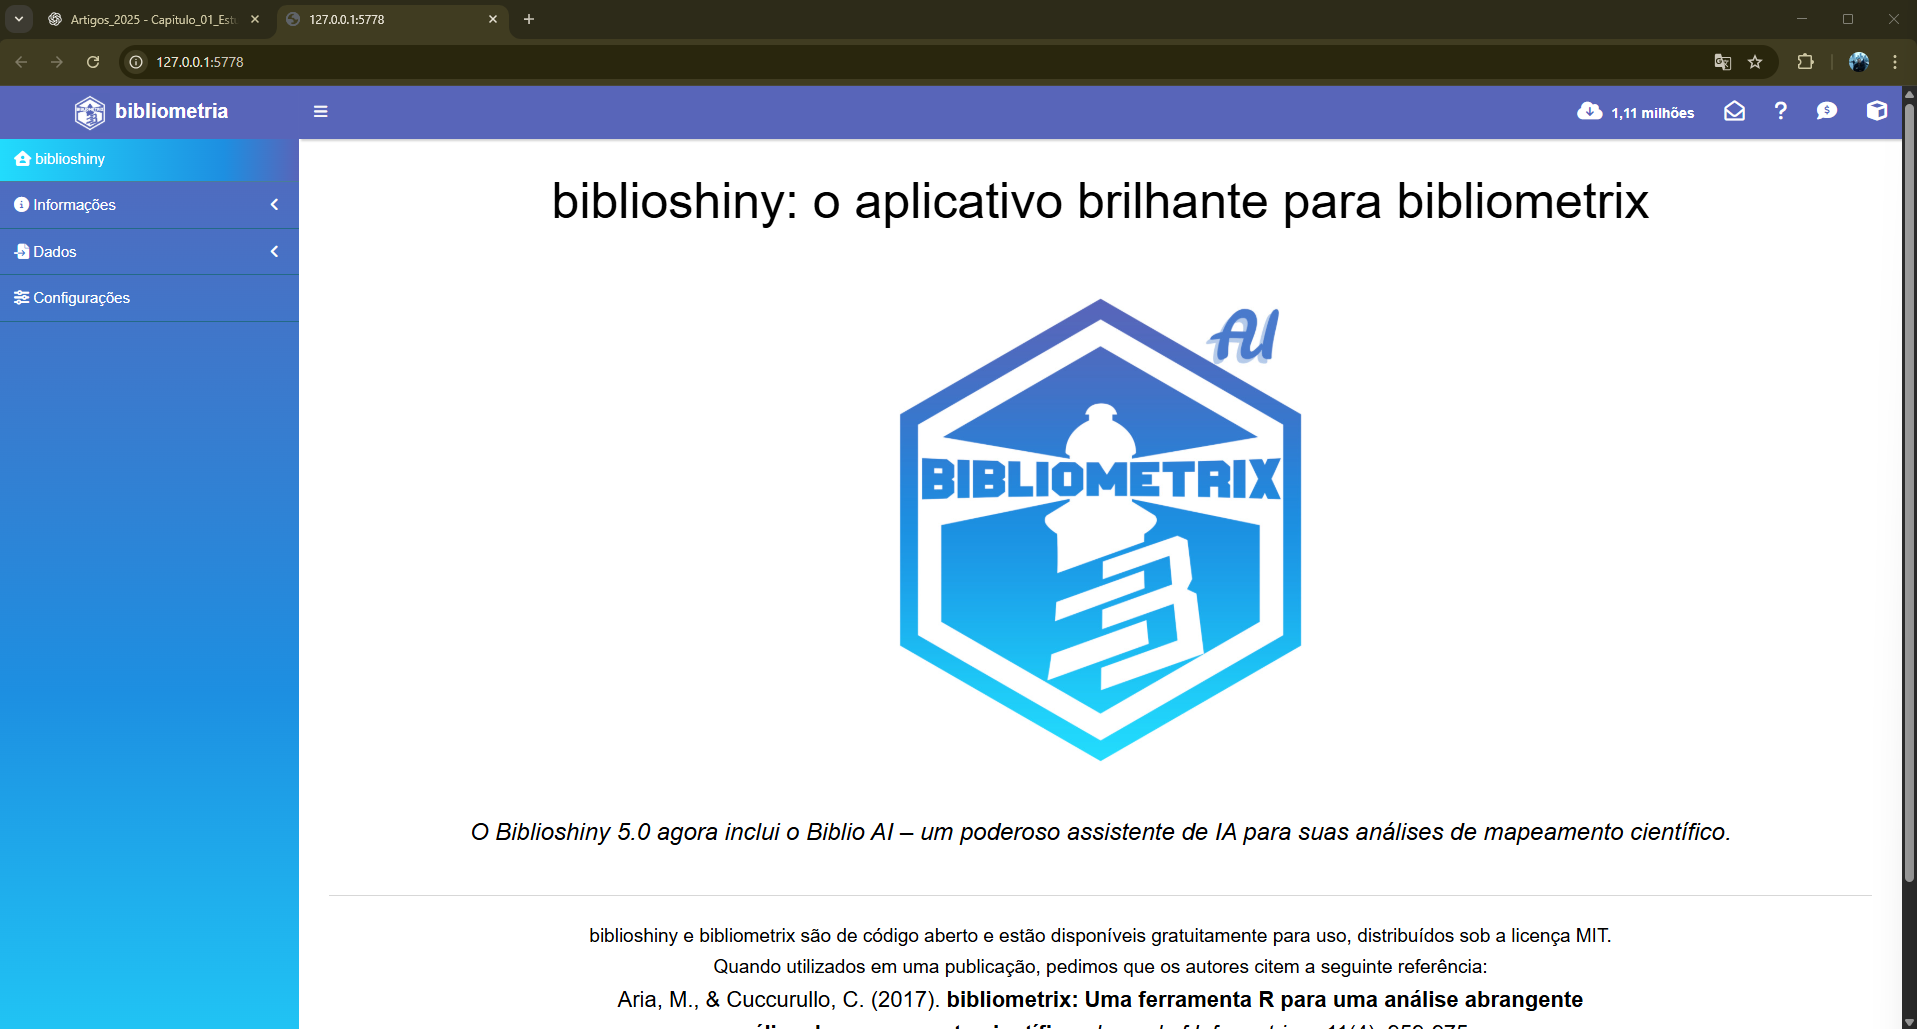 Artigos_2025 - Capitulo_01_Est
127.0.0.1:5778
127.0.0.1:5778
bibliometria
1,11 milhões
biblioshiny
Informações
Dados
Configurações
biblioshiny: o aplicativo brilhante para bibliometrix
AI
BIBLIOMETRIX
O Biblioshiny 5.0 agora inclui o Biblio AI – um poderoso assistente de IA para suas análises de mapeamento científico.
biblioshiny e bibliometrix são de código aberto e estão disponíveis gratuitamente para uso, distribuídos sob a licença MIT.
Quando utilizados em uma publicação, pedimos que os autores citem a seguinte referência:
Aria, M., & Cuccurullo, C. (2017). bibliometrix: Uma ferramenta R para uma análise abrangente